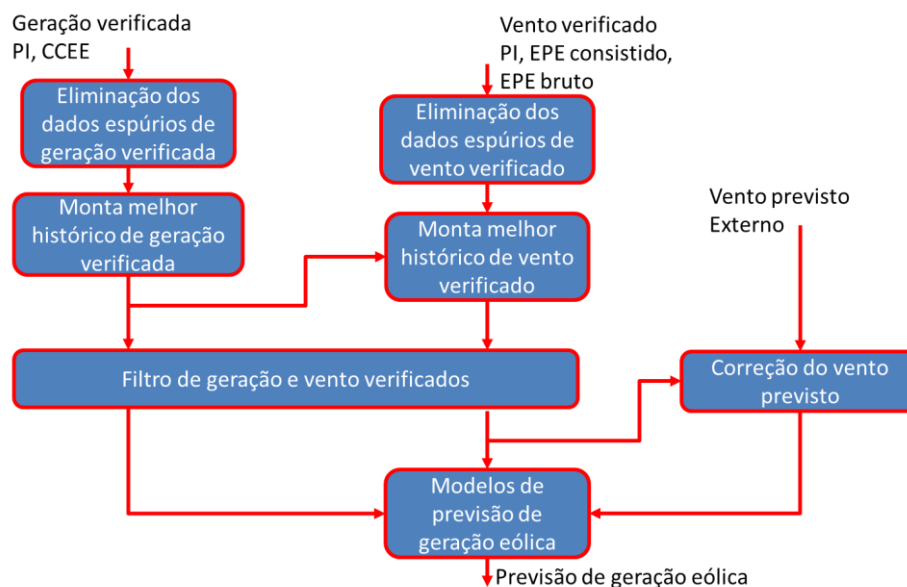 Geração verificada
PI, CCEE
Vento verificado
PI, EPE consistido,
EPE bruto
Eliminação dos
dados espúrios de
geração verificada
Eliminação dos
dados espúrios de
vento verificado
Monta melhor
histórico de geração
verificada
Monta melhor
histórico de vento
verificado
Vento previsto
Externo
Filtro de geração e vento verificados
Correção do vento
previsto
Modelos de
previsão de
geração eólica
Previsão de geração eólica